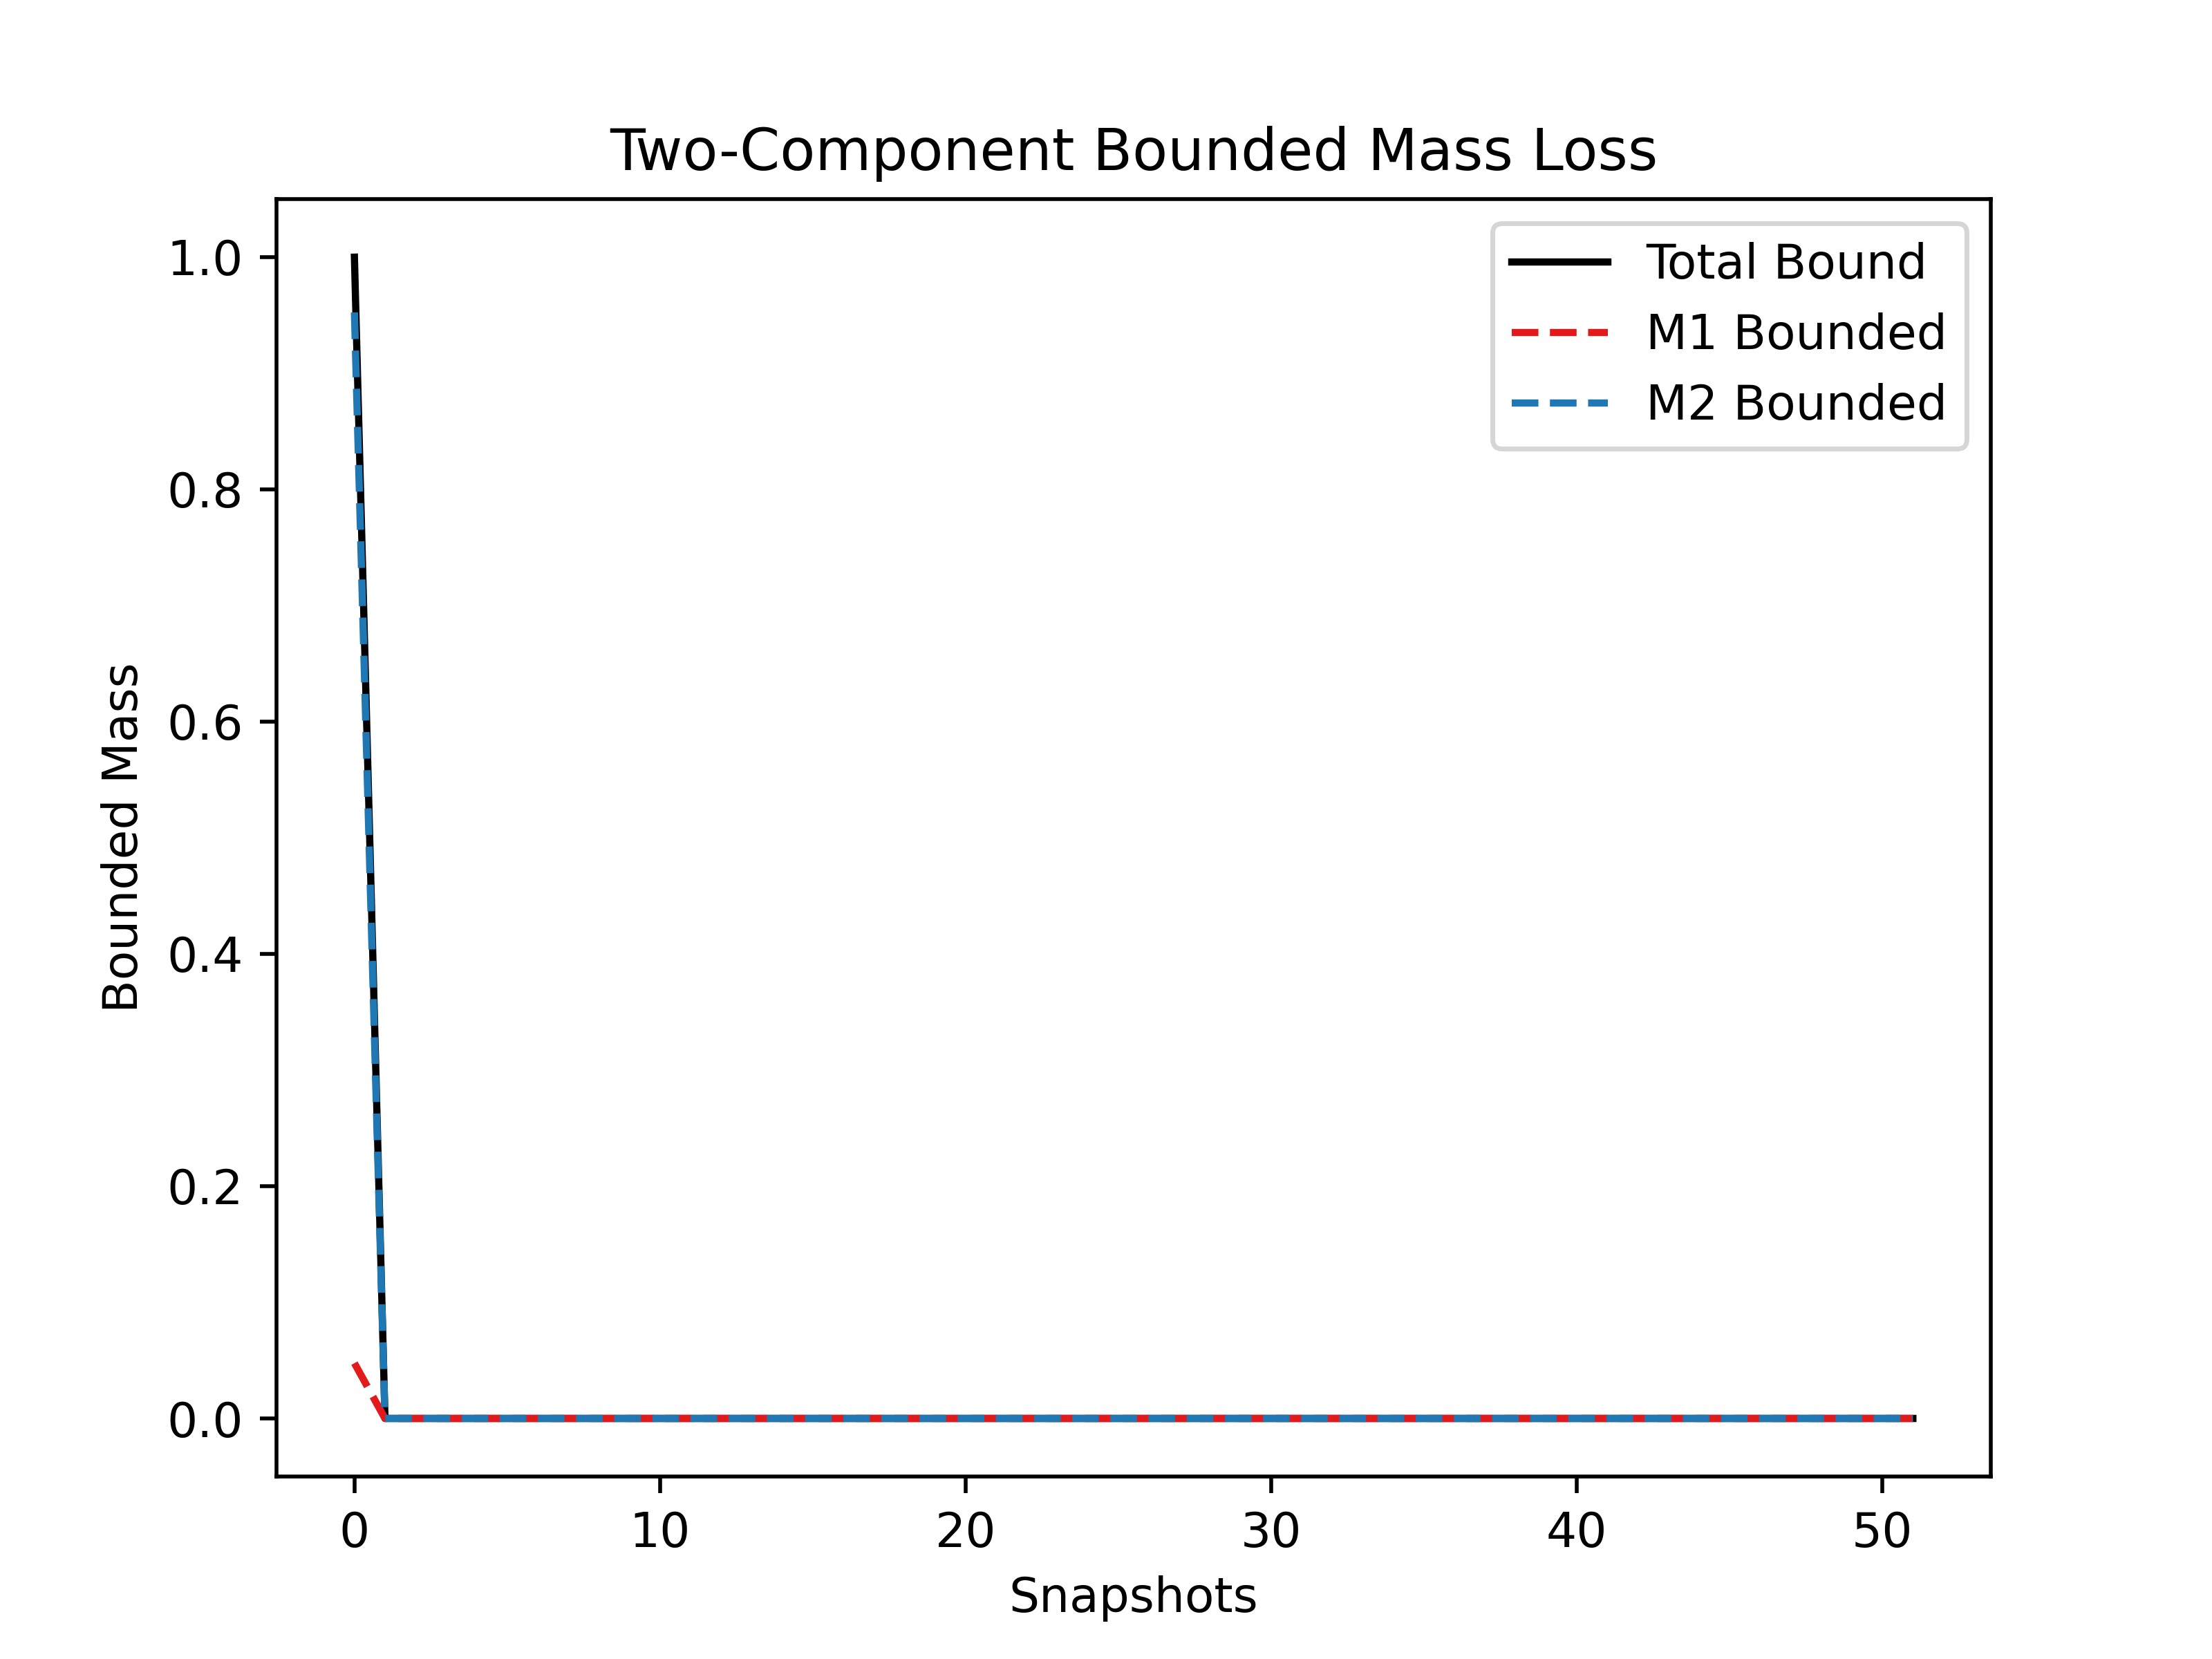 Two-Component Bounded Mass Loss
Total Bound
M1 Bounded
M2 Bounded
Bounded Mass
1.0
0.8
0.6
0.4
0.2
0.0
0 10 20 30 40 50
Snapshots